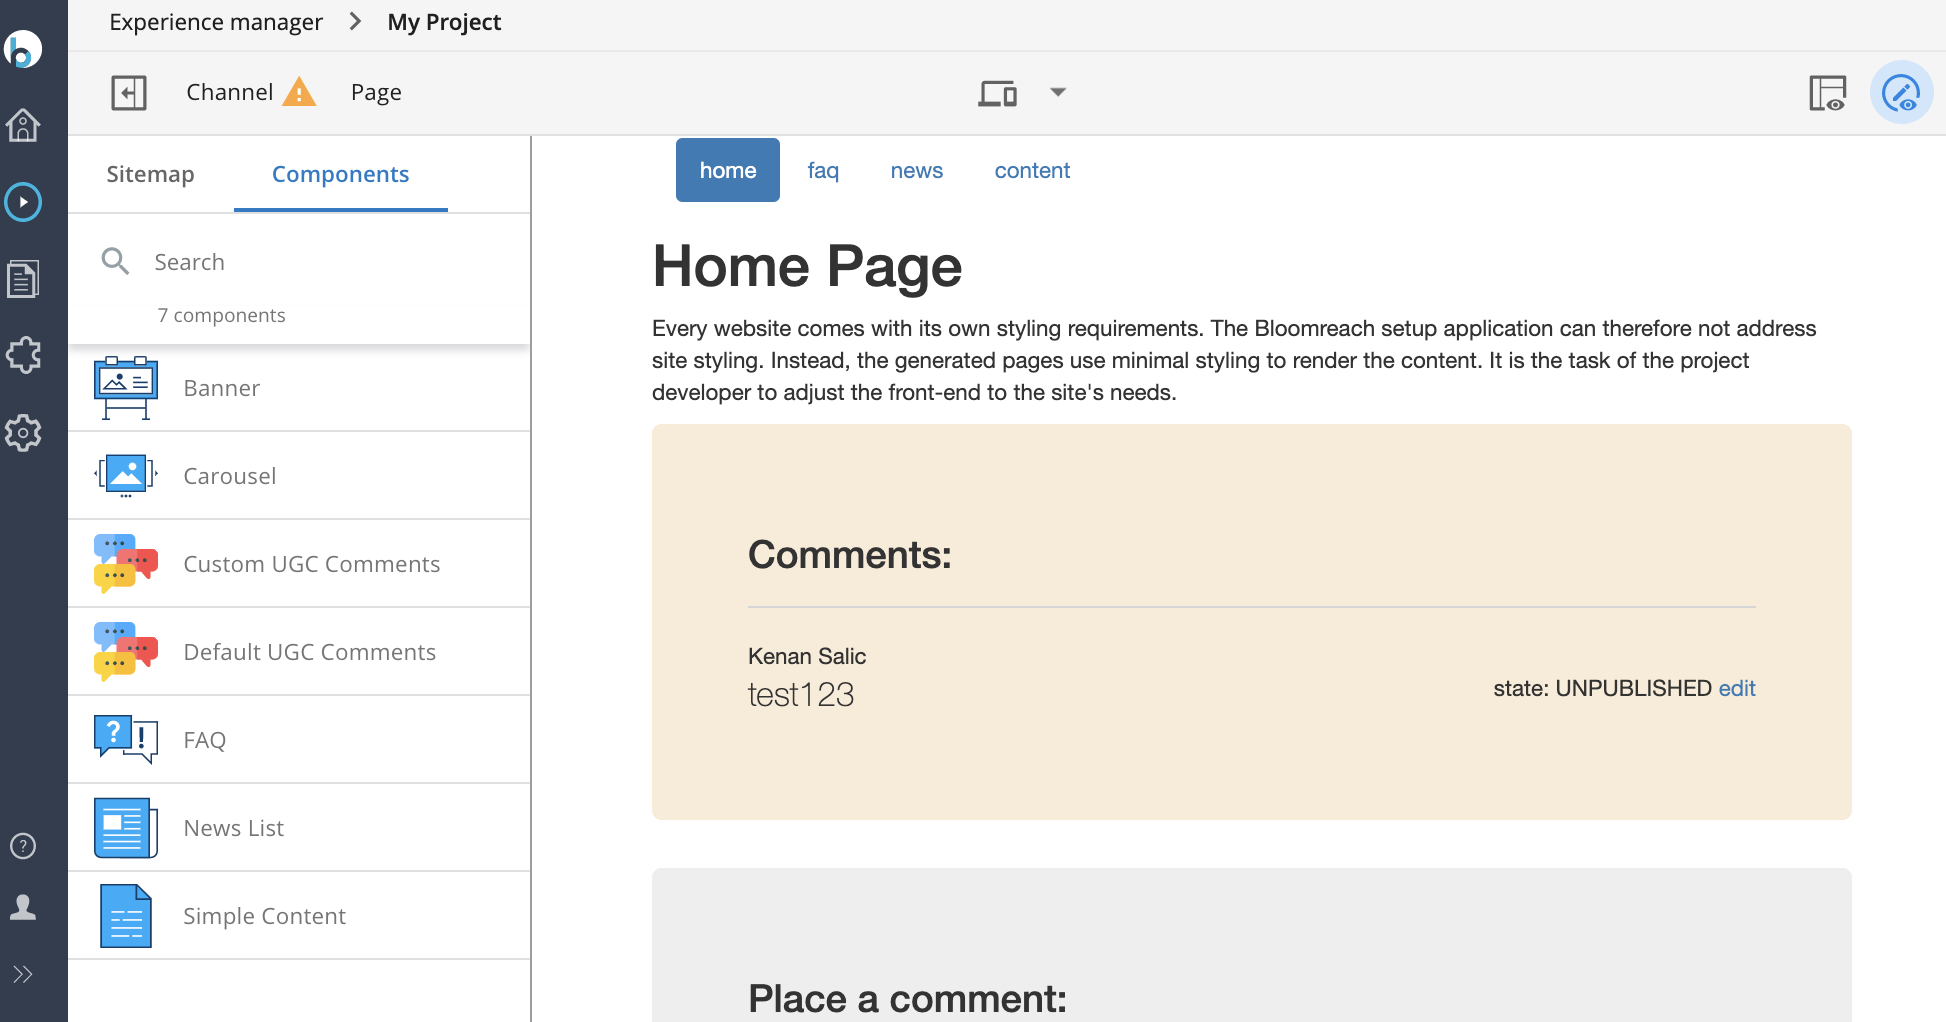 Experience manager > My Project
Channel Page
Sitemap Components
Search
7 components
Banner
Carousel
Custom UGC Comments
Default UGC Comments
FAQ
News List
Simple Content
home faq news content
Home Page
Every website comes with its own styling requirements. The Bloomreach setup application can therefore not address
site styling. Instead, the generated pages use minimal styling to render the content. It is the task of the project
developer to adjust the front-end to the site's needs.
Comments:
Kenan Salic
test123
state: UNPUBLISHED edit
Place a comment: